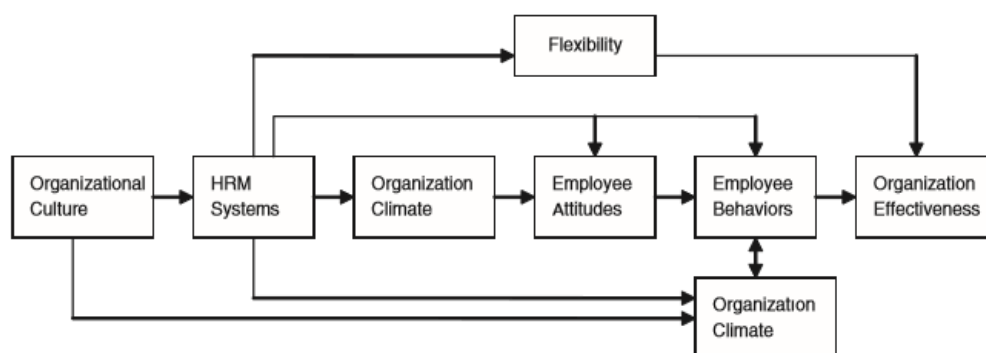 Flexibility
Organizational
Culture
HRM
Systems
Organization
Climate
Employee
Attitudes
Employee
Behaviors
Organization
Effectiveness
Organization
Climate